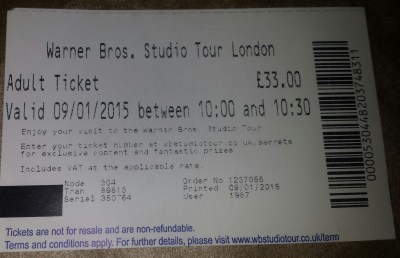 Warner Bros. Studio Tour London
Adult Ticket £33.00
Valid 09/01/2015 between 10:00 and 10:30
Enjoy your visit to the Warner Bros. Studio Tour
Enter your ticket number at wbstudiotour.co.uk/secrets
for exclusive content and fantastic prizes
Includes VAT at the applicable rate.
Node 304 Order No 1237056
Tran 89813 Printed 09/01/2015
Serial 350764 User 1987
Tickets are not for resale and are non-refundable.
Terms and conditions apply. For further details, please visit www.wbstudiotour.co.uk/term
0000530448203748311